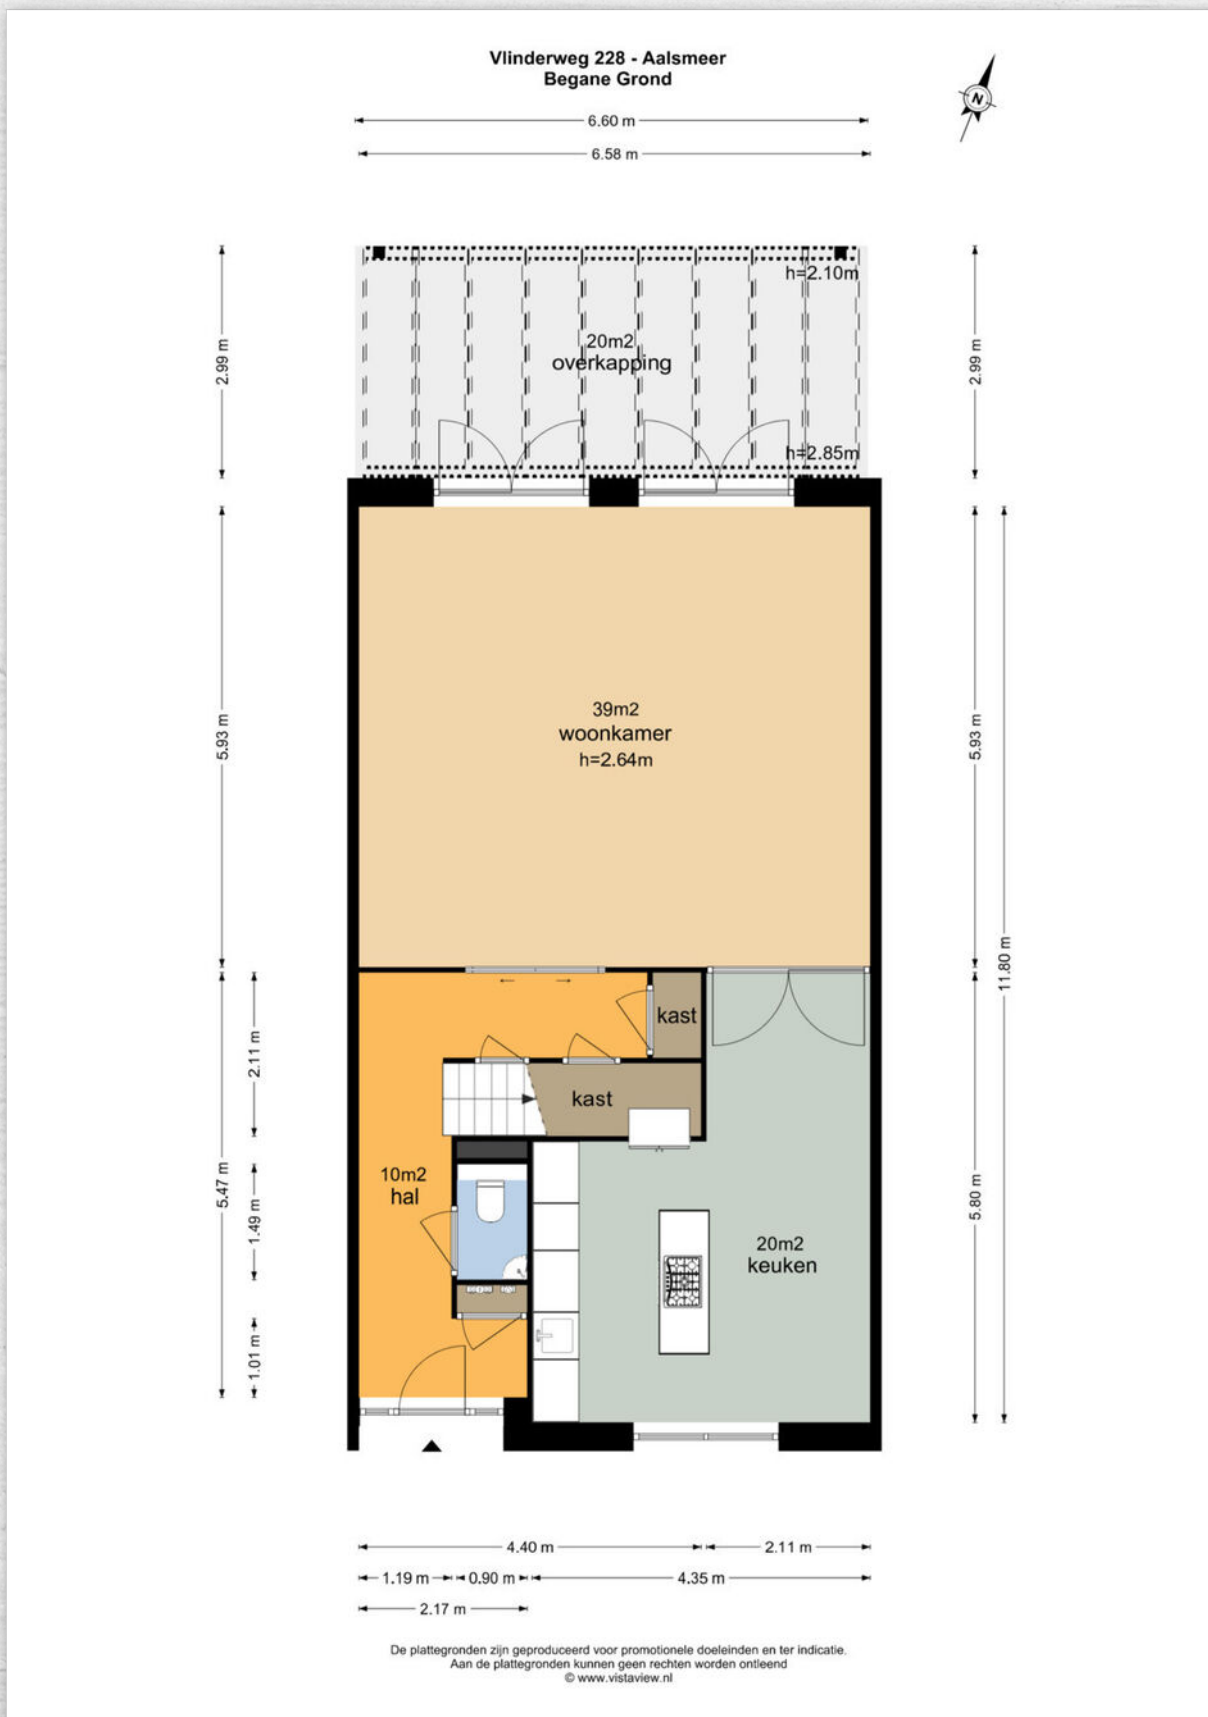 Vlinderweg 228 - Aalsmeer
Begane Grond
N
6.60 m
6.58 m
h=2.10m
20m2
overkapping
2.99 m
2.99 m
h=2.85m
39m2
woonkamer
h=2.64m
5.93 m
5.93 m
11.80 m
kast
kast
2.11 m
10m2
hal
5.47 m
1.49 m
5.80 m
20m2
keuken
1.01 m
4.40 m
2.11 m
1.19 m
0.90 m
4.35 m
2.17 m
De plattegronden zijn geproduceerd voor promotionele doeleinden en ter indicatie.
Aan de plattegronden kunnen geen rechten worden ontleend
© www.vistaview.nl